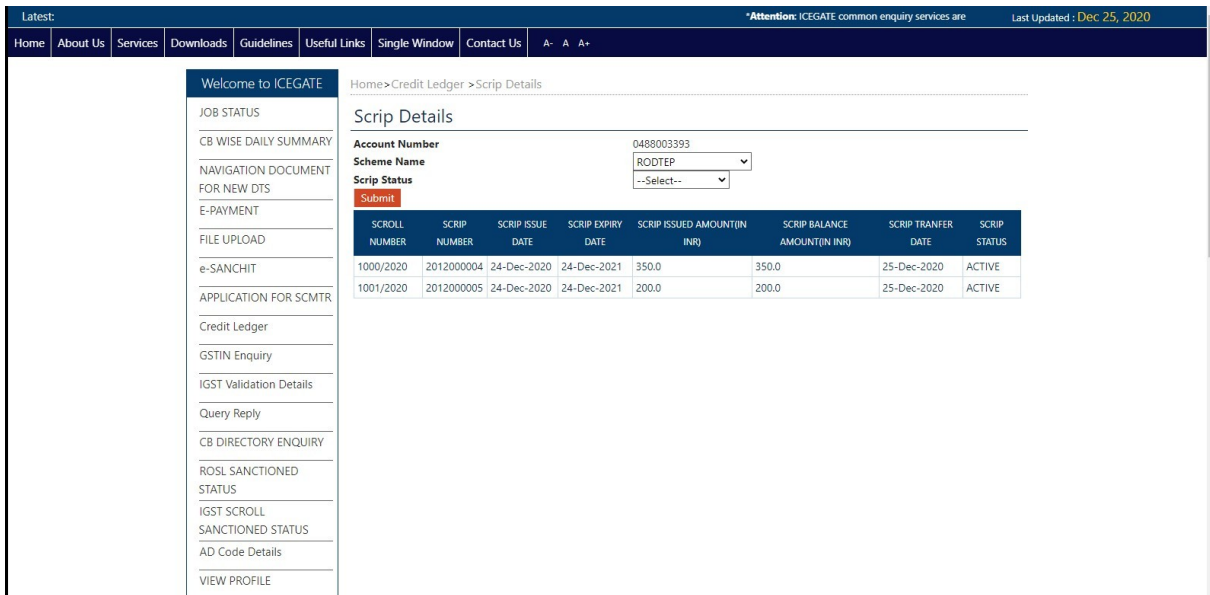 Latest:
*Attention: ICEGATE common enquiry services are
Last Updated : Dec 25, 2020
Home About Us Services Downloads Guidelines Useful Links Single Window Contact Us A- A A+
Welcome to ICEGATE
JOB STATUS
CB WISE DAILY SUMMARY
NAVIGATION DOCUMENT
FOR NEW DTS
E-PAYMENT
FILE UPLOAD
e-SANCHIT
APPLICATION FOR SCMTR
Credit Ledger
GSTIN Enquiry
IGST Validation Details
Query Reply
CB DIRECTORY ENQUIRY
ROSL SANCTIONED
STATUS
IGST SCROLL
SANCTIONED STATUS
AD Code Details
VIEW PROFILE
Home>Credit Ledger >Scrip Details
Scrip Details
Account Number 0488003393
Scheme Name RODTEP
Scrip Status --Select--
Submit
SCROLL SCRIP SCRIP ISSUE SCRIP EXPIRY SCRIP ISSUED AMOUNT(IN SCRIP BALANCE SCRIP TRANFER SCRIP
NUMBER NUMBER DATE DATE INR) AMOUNT(IN INR) DATE STATUS
1000/2020 2012000004 24-Dec-2020 24-Dec-2021 350.0 350.0 25-Dec-2020 ACTIVE
1001/2020 2012000005 24-Dec-2020 24-Dec-2021 200.0 200.0 25-Dec-2020 ACTIVE